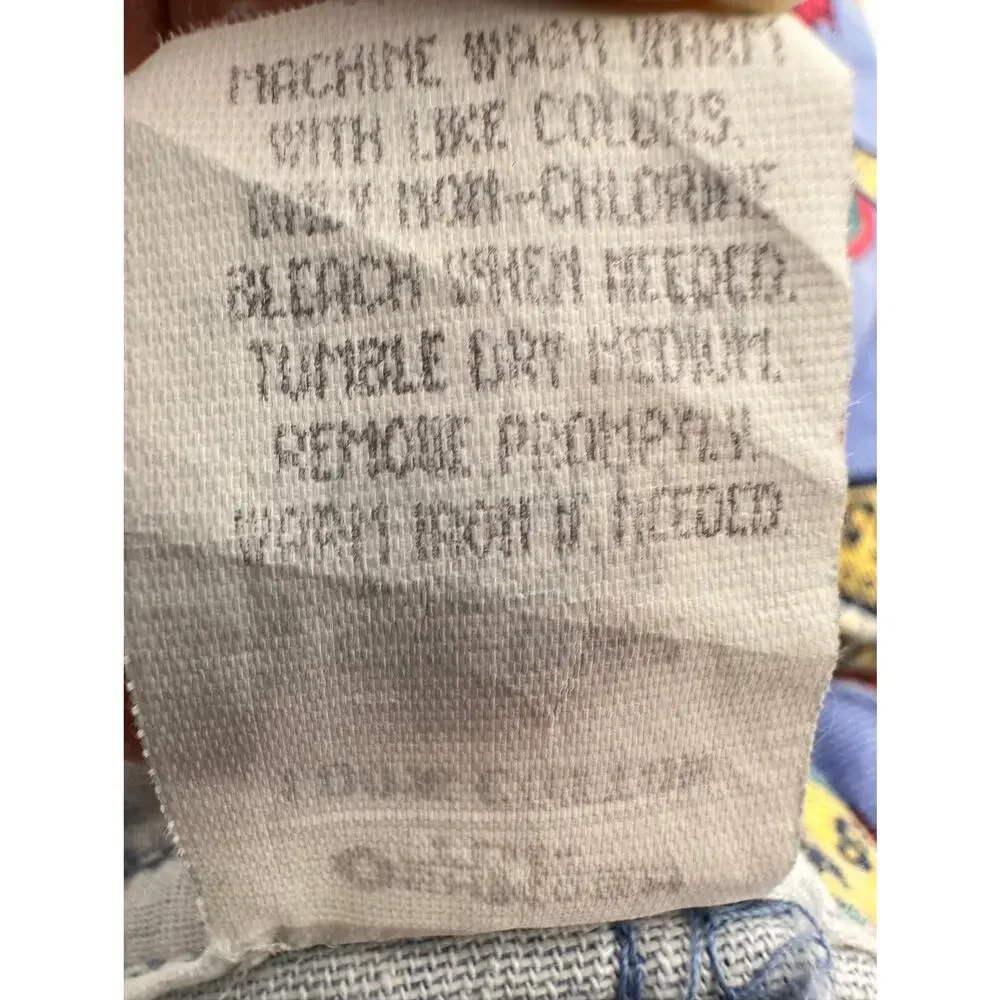 MACHINE WASH WARM
WITH LIKE COLORS.
ONLY NON-CHLORINE
BLEACH WHEN NEEDED.
TUMBLE DRY MEDIUM.
REMOVE PROMPTLY.
WARM IRON IF NEEDED.